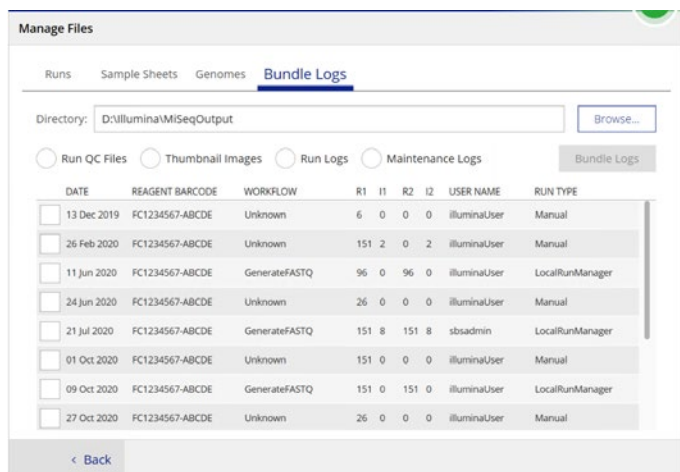 Manage Files
Runs Sample Sheets Genomes Bundle Logs
Directory: D:\Illumina\MiSeqOutput Browse...
Run QC Files Thumbnail Images Run Logs Maintenance Logs Bundle Logs
DATE REAGENT BARCODE WORKFLOW R1 I1 R2 I2 USER NAME RUN TYPE
13 Dec 2019 FC1234567-ABCDE Unknown 6 0 0 0 illuminaUser Manual
26 Feb 2020 FC1234567-ABCDE Unknown 151 2 0 2 illuminaUser Manual
11 Jun 2020 FC1234567-ABCDE GenerateFASTQ 96 0 96 0 illuminaUser LocalRunManager
24 Jun 2020 FC1234567-ABCDE Unknown 26 0 0 0 illuminaUser Manual
21 Jul 2020 FC1234567-ABCDE GenerateFASTQ 151 8 151 8 sbsadmin LocalRunManager
01 Oct 2020 FC1234567-ABCDE Unknown 151 0 0 0 illuminaUser Manual
09 Oct 2020 FC1234567-ABCDE GenerateFASTQ 151 0 151 0 illuminaUser LocalRunManager
27 Oct 2020 FC1234567-ABCDE Unknown 26 0 0 0 illuminaUser Manual
< Back